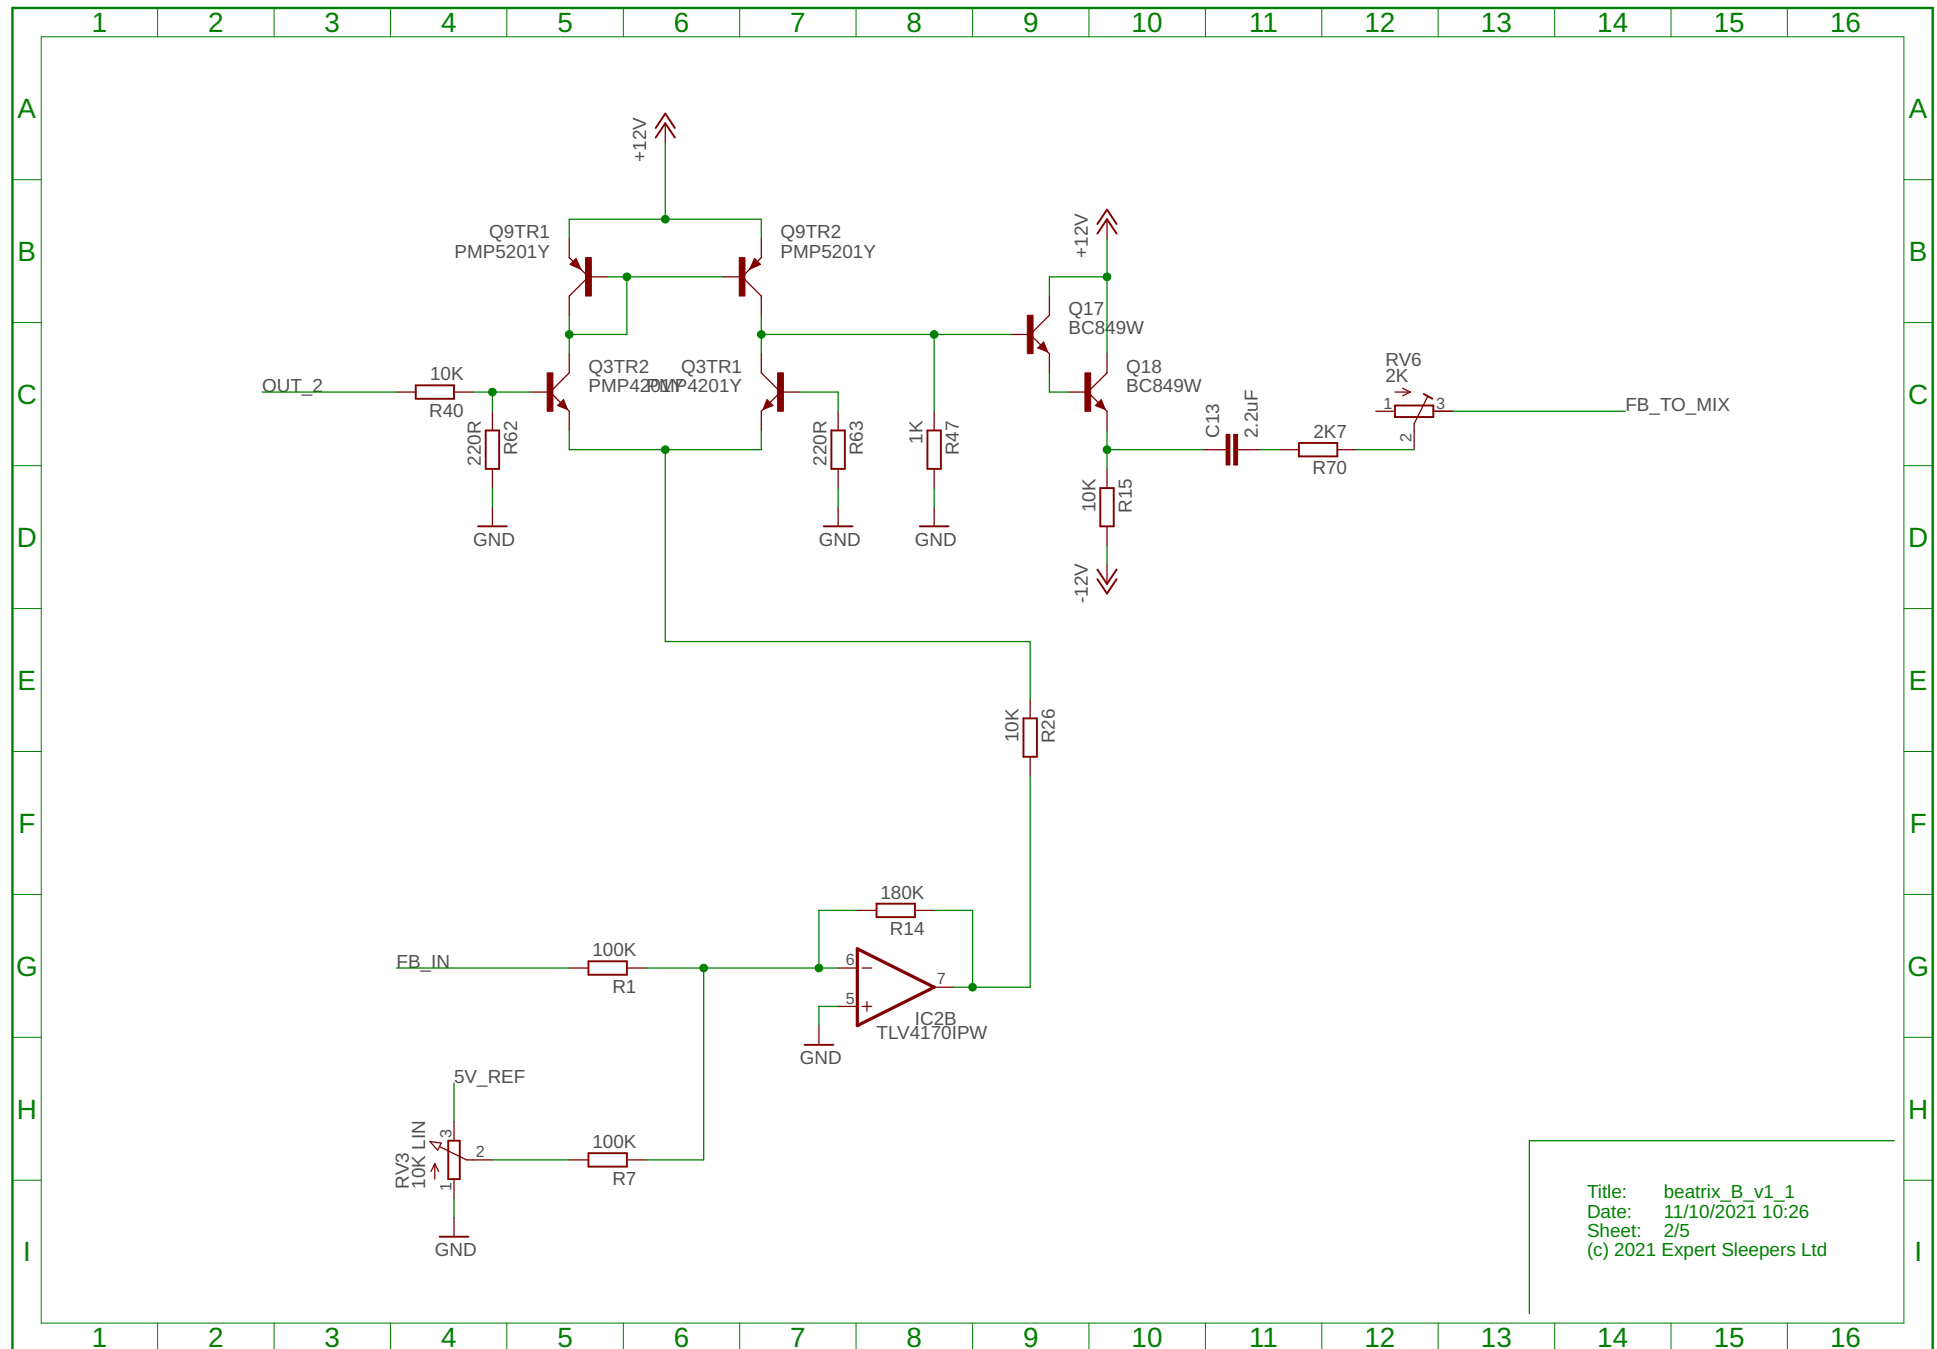 1 2 3 4 5 6 7 8 9 10 11 12 13 14 15 16
A A
+12V
B B
Q9TR1
PMP5201Y
Q9TR2
PMP5201Y
+12V
Q17
BC849W
C C
OUT_2
10K
R40
220R
R62
Q3TR2
PMP4201Y
Q3TR1
PMP4201Y
220R
R63
1K
R47
Q18
BC849W
C13
2.2uF
2K7
R70
RV6
2K
1
3
2
FB_TO_MIX
D D
GND
GND
GND
10K
R15
-12V
E E
10K
R26
F F
G G
FB_IN
100K
R1
180K
R14
6
5
7
IC2B
TLV4170IPW
GND
H H
5V_REF
RV3
10K LIN
3
2
1
100K
R7
GND
I I
Title: beatrix_B_v1_1
Date: 11/10/2021 10:26
Sheet: 2/5
(c) 2021 Expert Sleepers Ltd
1 2 3 4 5 6 7 8 9 10 11 12 13 14 15 16